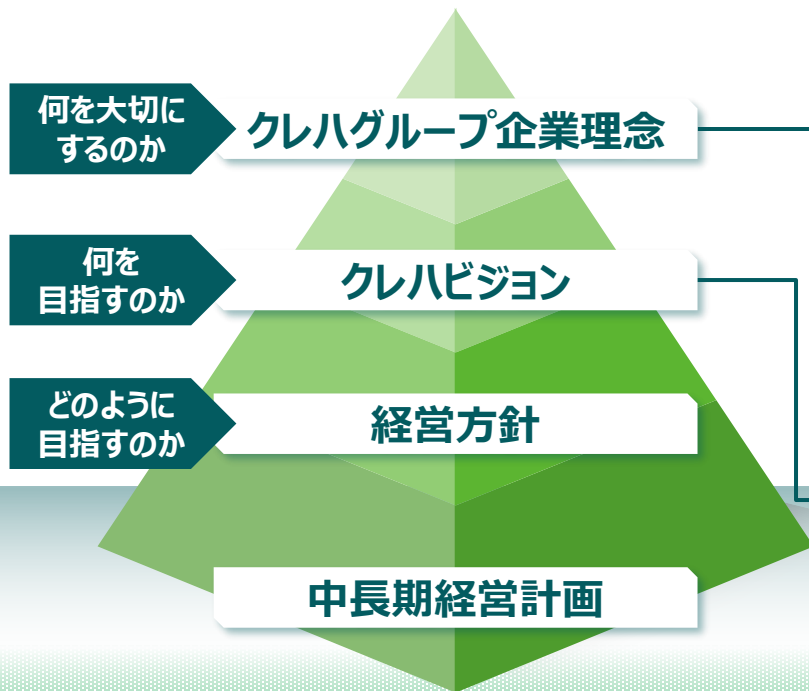 何を大切に
するのか
クレハグループ企業理念
何を
目指すのか
クレハビジョン
どのように
目指すのか
経営方針
中長期経営計画